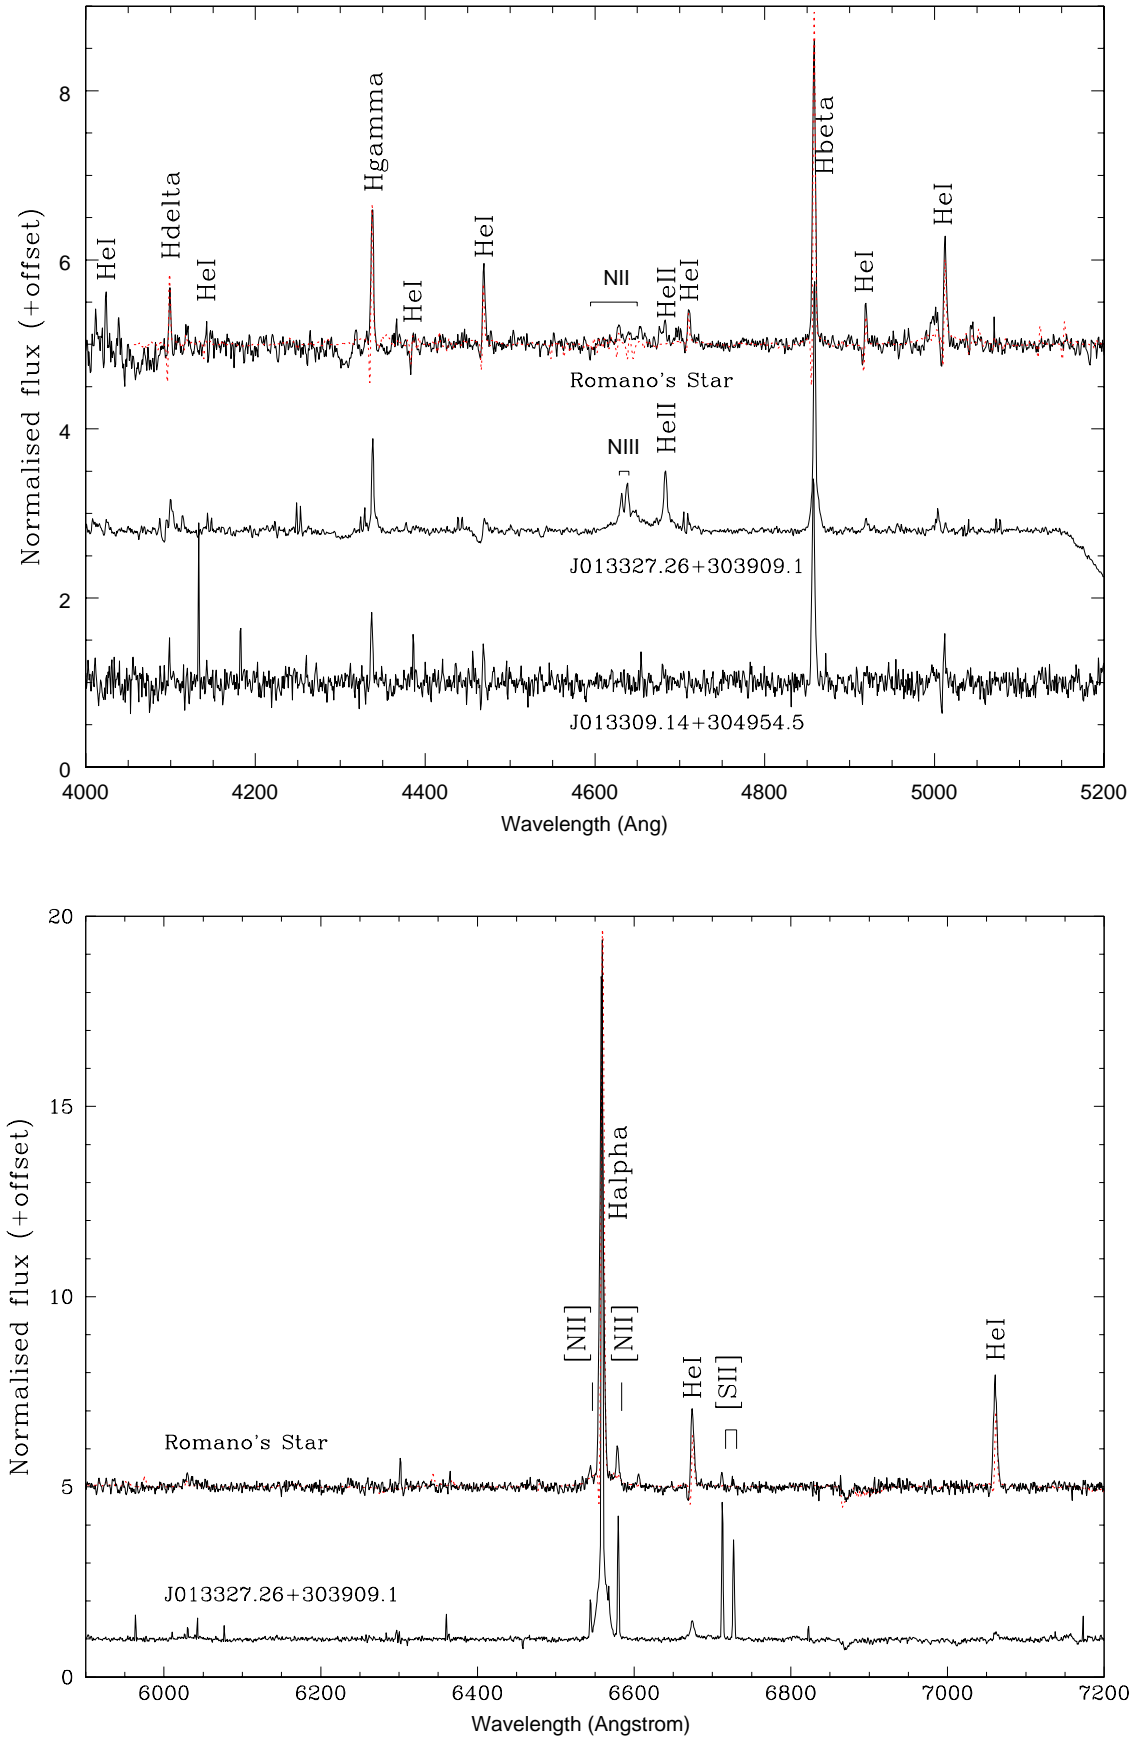 8
6
4
2
0
Normalised flux (+offset)
HeI
Hdelta
HeI
Hgamma
HeI
HeI
NII
HeII
HeI
Hbeta
HeI
HeI
Romano's Star
NIII
HeII
J013327.26+303909.1
J013309.14+304954.5
4000
4200
4400
4600
4800
5000
5200
Wavelength (Ang)
20
15
10
5
0
Normalised flux (+offset)
[NII]
Halpha
[NII]
HeI
[SII]
HeI
Romano's Star
J013327.26+303909.1
6000
6200
6400
6600
6800
7000
7200
Wavelength (Angstrom)